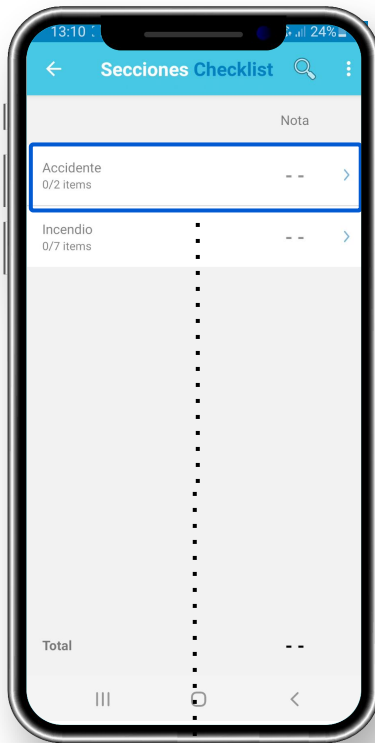 13:10
24%
Secciones Checklist
Nota
Accidente
0/2 items
- -
Incendio
0/7 items
- -
Total
- -